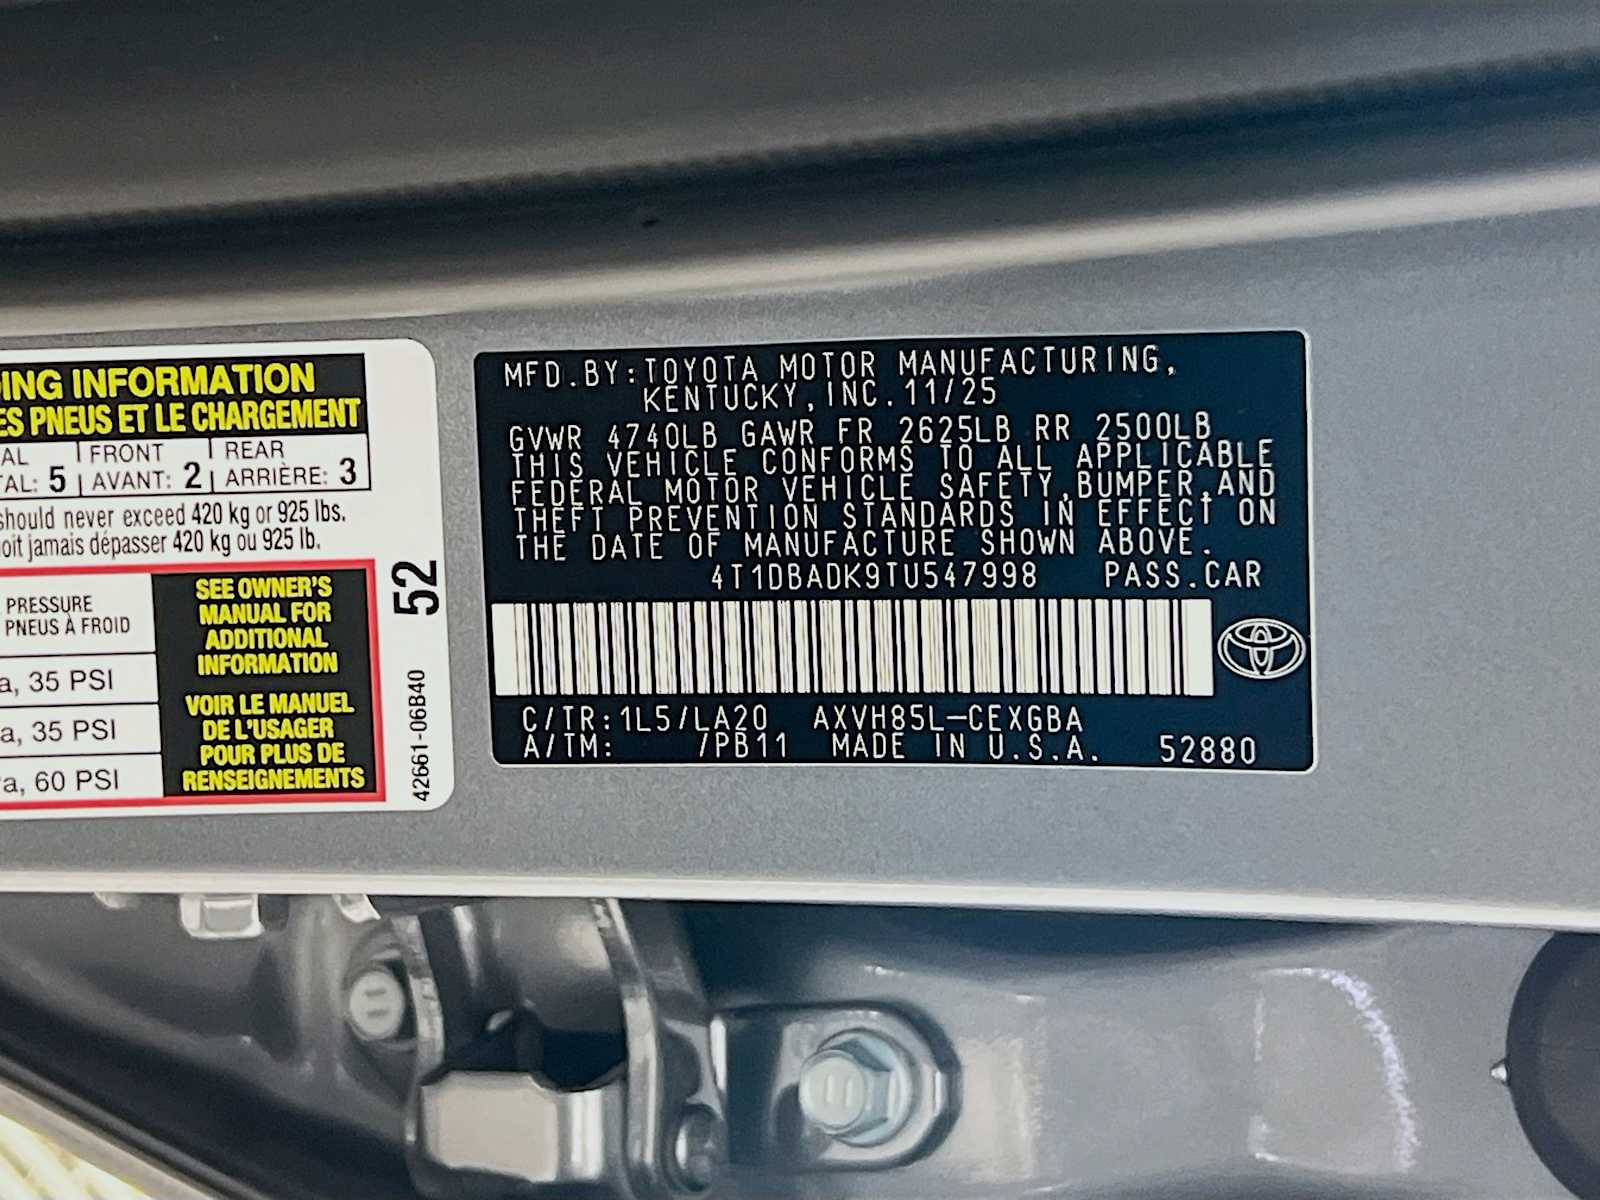 DING INFORMATION
ES PNEUS ET LE CHARGEMENT
AL FRONT REAR
TAL: 5 AVANT: 2 ARRIÈRE: 3
should never exceed 420 kg or 925 lbs.
oit jamais dépasser 420 kg ou 925 lb.
PRESSURE
PNEUS À FROID
a, 35 PSI
a, 35 PSI
a, 60 PSI
SEE OWNER'S
MANUAL FOR
ADDITIONAL
INFORMATION
VOIR LE MANUEL
DE L'USAGER
POUR PLUS DE
RENSEIGNEMENTS
52
42661-06B40
MFD.BY:TOYOTA MOTOR MANUFACTURING,
KENTUCKY,INC.11/25
GVWR 4740LB GAWR FR 2625LB RR 2500LB
THIS VEHICLE CONFORMS TO ALL APPLICABLE
FEDERAL MOTOR VEHICLE SAFETY,BUMPER,AND
THEFT PREVENTION STANDARDS IN EFFECT ON
THE DATE OF MANUFACTURE SHOWN ABOVE.
4T1DBADK9TU547998 PASS.CAR
C/TR:1L5/LA20 AXVH85L-CEXGBA
A/TM: /PB11 MADE IN U.S.A. 52880